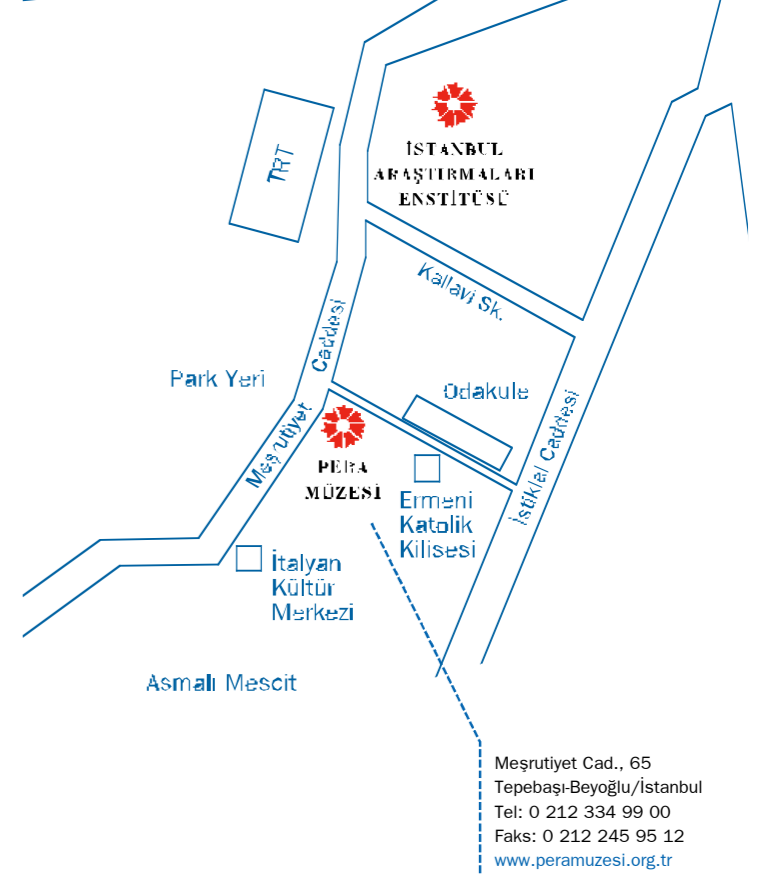 İSTANBUL
ARAŞTIRMALARI
ENSTİTÜSÜ
TRT
Kallavi Sk.
Meşrutiyet Caddesi
Park Yeri
Odakule
İstiklal Caddesi
PERA
MÜZESİ
Ermeni
Katolik
Kilisesi
İtalyan
Kültür
Merkezi
Asmalı Mescit
Meşrutiyet Cad., 65
Tepebaşı-Beyoğlu/İstanbul
Tel: 0 212 334 99 00
Faks: 0 212 245 95 12
www.peramuzesi.org.tr